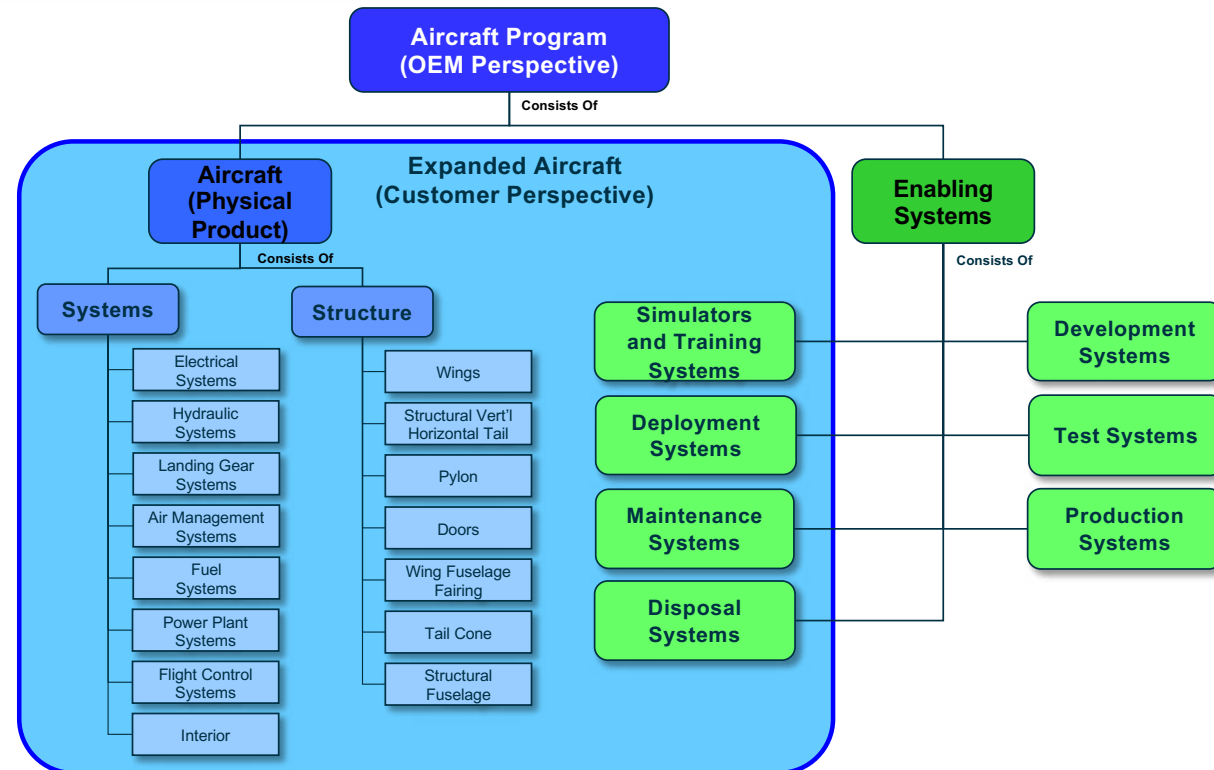 Aircraft Program
(OEM Perspective)
Consists Of
Expanded Aircraft
(Customer Perspective)
Aircraft
(Physical
Product)
Enabling
Systems
Consists Of
Consists Of
Systems
Structure
Electrical
Systems
Hydraulic
Systems
Landing Gear
Systems
Air Management
Systems
Fuel
Systems
Power Plant
Systems
Flight Control
Systems
Interior
Wings
Structural Vert'l
Horizontal Tail
Pylon
Doors
Wing Fuselage
Fairing
Tail Cone
Structural
Fuselage
Simulators
and Training
Systems
Deployment
Systems
Maintenance
Systems
Disposal
Systems
Development
Systems
Test Systems
Production
Systems